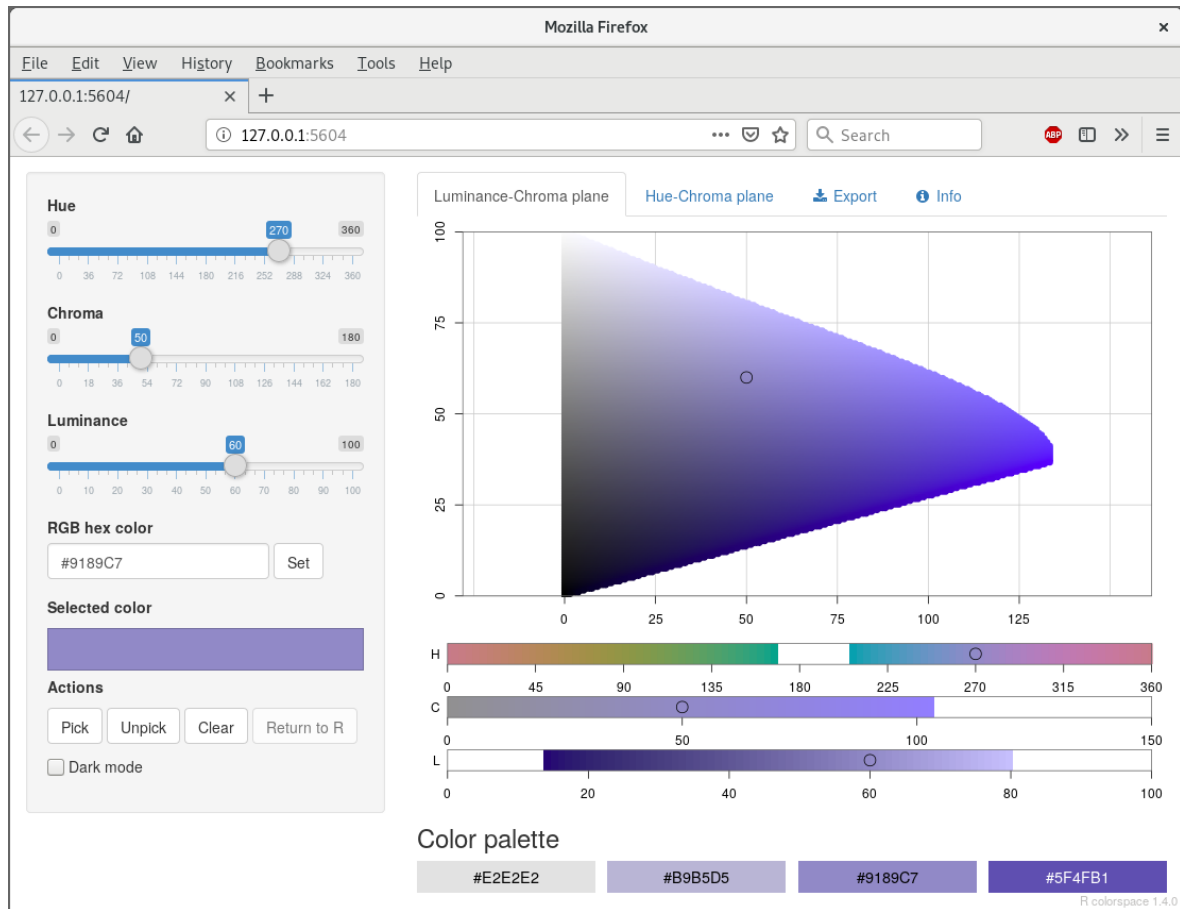 Mozilla Firefox ×
File Edit View History Bookmarks Tools Help
127.0.0.1:5604/ ×
127.0.0.1:5604 Search ABP
Hue
0 270 360
0 36 72 108 144 180 216 252 288 324 360
Chroma
0 50 180
0 18 36 54 72 90 108 126 144 162 180
Luminance
0 60 100
0 10 20 30 40 50 60 70 80 90 100
RGB hex color
#9189C7 Set
Selected color
Actions
Pick Unpick Clear Return to R
Dark mode
Luminance-Chroma plane Hue-Chroma plane Export Info
100
75
50
25
0
0 25 50 75 100 125
H
0 45 90 135 180 225 270 315 360
C
0 50 100 150
L
0 20 40 60 80 100
Color palette
#E2E2E2 #B9B5D5 #9189C7 #5F4FB1
R colorspace 1.4.0